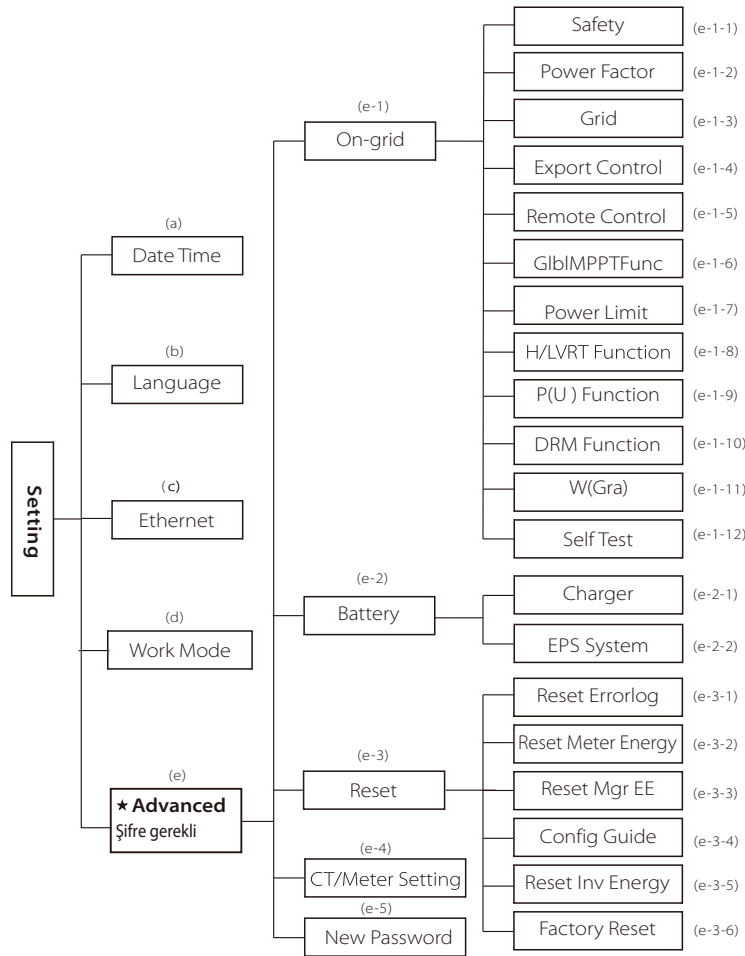 Setting
(a)
Date Time
(b)
Language
(c)
Ethernet
(d)
Work Mode
(e)
★ Advanced
Şifre gerekli
(e-1)
On-grid
Safety (e-1-1)
Power Factor (e-1-2)
Grid (e-1-3)
Export Control (e-1-4)
Remote Control (e-1-5)
GlblMPPTFunc (e-1-6)
Power Limit (e-1-7)
H/LVRT Function (e-1-8)
P(U ) Function (e-1-9)
DRM Function (e-1-10)
W(Gra) (e-1-11)
Self Test (e-1-12)
(e-2)
Battery
Charger (e-2-1)
EPS System (e-2-2)
(e-3)
Reset
Reset Errorlog (e-3-1)
Reset Meter Energy (e-3-2)
Reset Mgr EE (e-3-3)
Config Guide (e-3-4)
Reset Inv Energy (e-3-5)
Factory Reset (e-3-6)
(e-4)
CT/Meter Setting
(e-5)
New Password